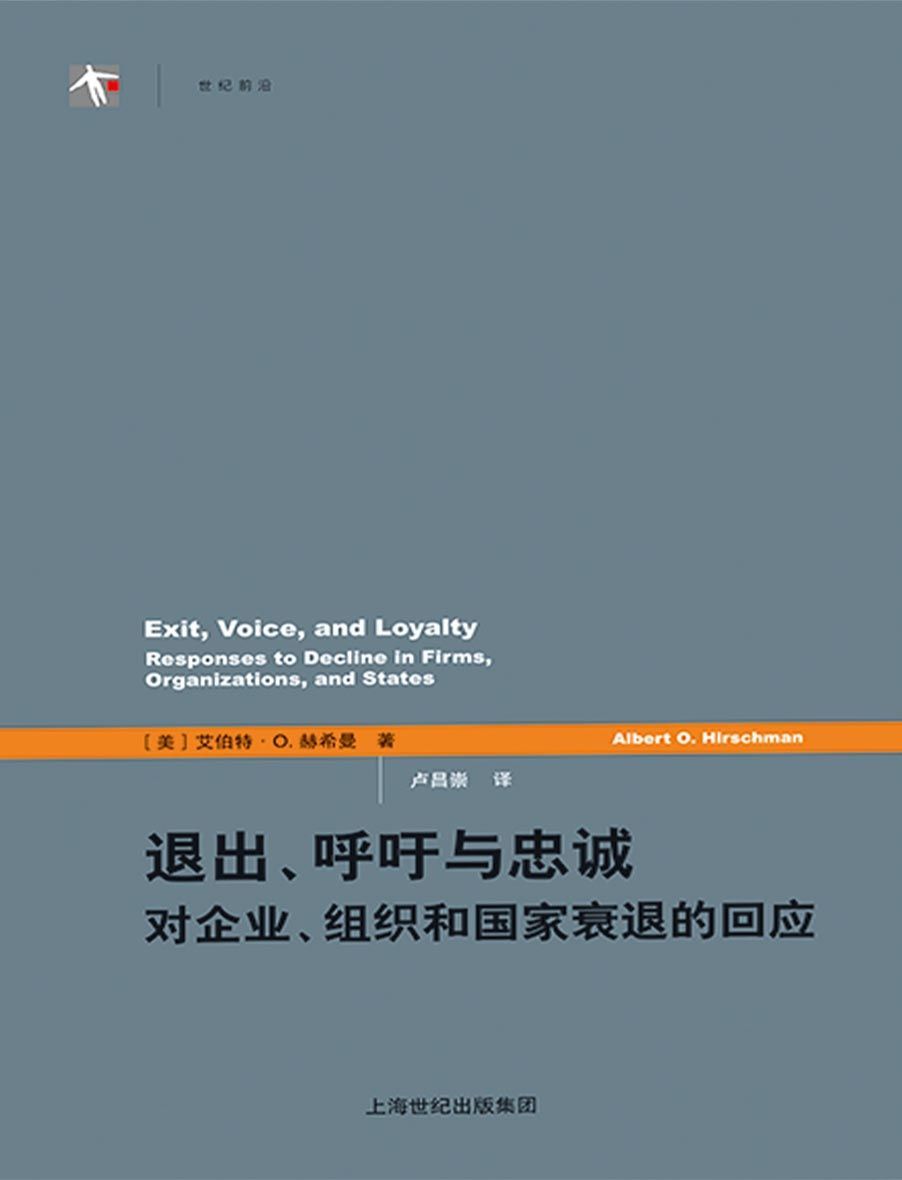 世纪前沿
Exit, Voice, and Loyalty
Responses to Decline in Firms,
Organizations, and States
[美] 艾伯特·O.赫希曼 著 Albert O. Hirschman
卢昌崇 译
退出、呼吁与忠诚
对企业、组织和国家衰退的回应
上海世纪出版集团